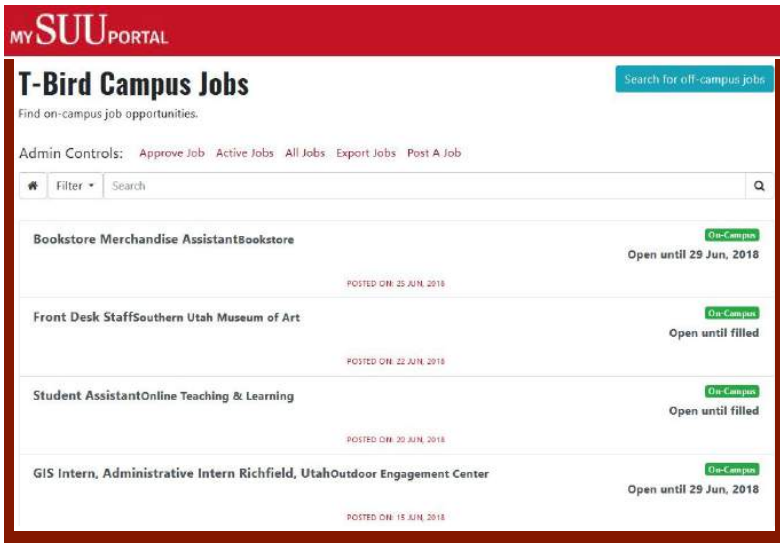 MY SUU PORTAL
T-Bird Campus Jobs
Search for off-campus jobs
Find on-campus job opportunities.
Admin Controls: Approve Job Active Jobs All Jobs Export Jobs Post A Job
Filter Search
Bookstore Merchandise AssistantBookstore
On-Campus
Open until 29 Jun, 2018
POSTED ON: 25 JUN, 2018
Front Desk StaffSouthern Utah Museum of Art
On-Campus
Open until filled
POSTED ON: 22 JUN, 2018
Student AssistantOnline Teaching & Learning
On-Campus
Open until filled
POSTED ON: 20 JUN, 2018
GIS Intern, Administrative Intern Richfield, UtahOutdoor Engagement Center
On-Campus
Open until 29 Jun, 2018
POSTED ON: 15 JUN, 2018